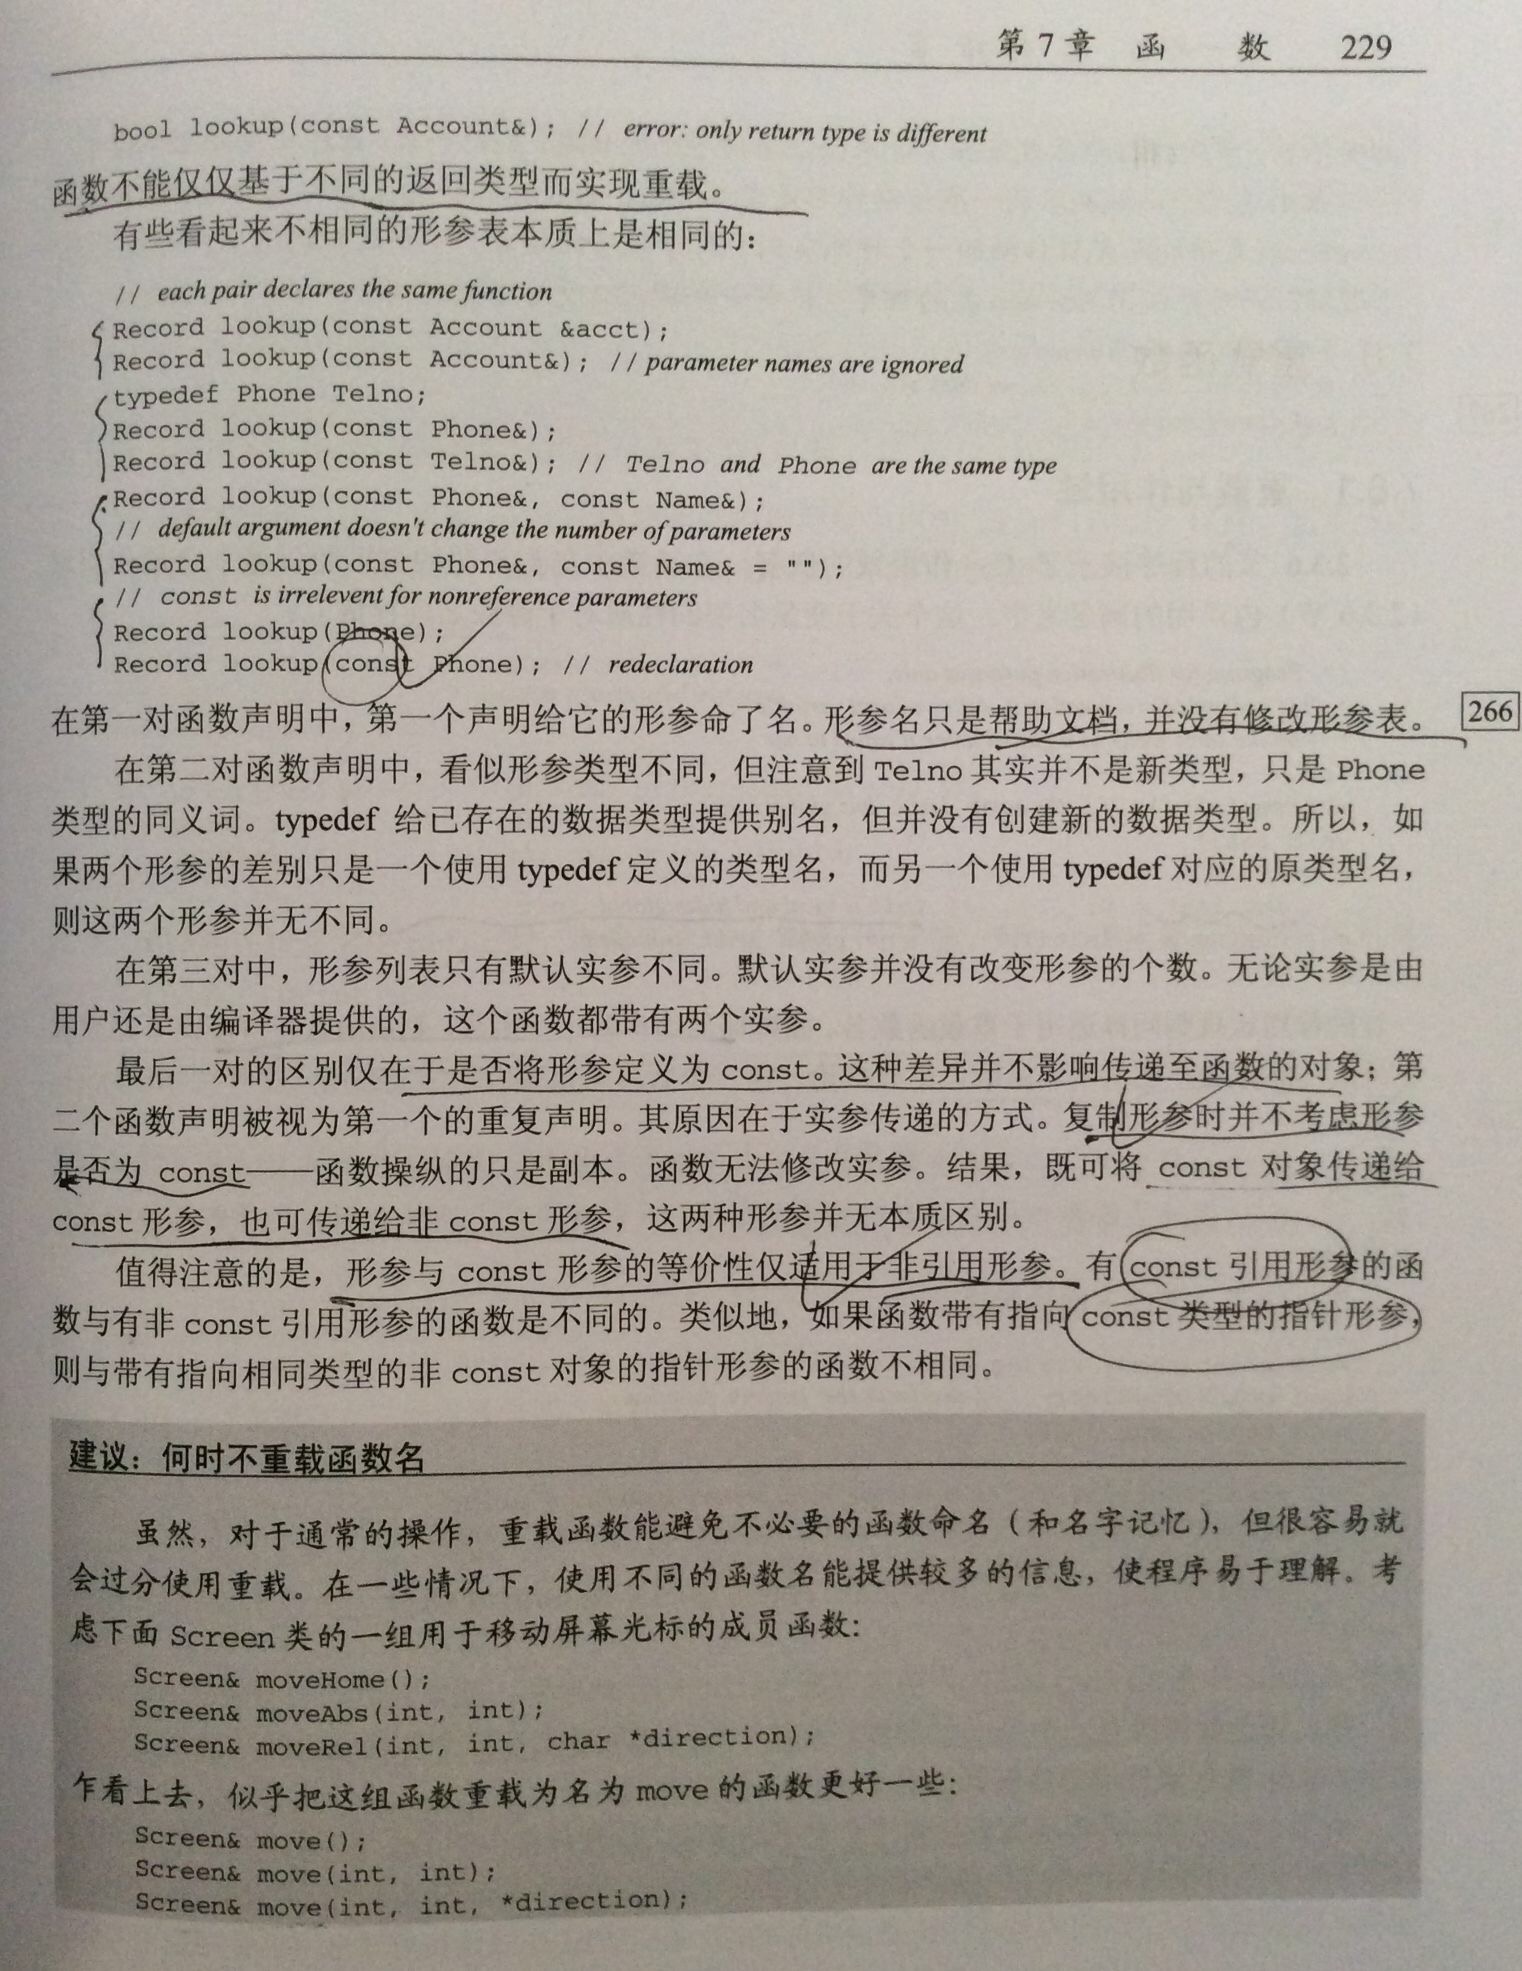 第 7 章 函 数 229
bool lookup(const Account&); // error: only return type is different
函数不能仅仅基于不同的返回类型而实现重载。
有些看起来不相同的形参表本质上是相同的：
// each pair declares the same function
Record lookup(const Account &acct);
Record lookup(const Account&); // parameter names are ignored
typedef Phone Telno;
Record lookup(const Phone&);
Record lookup(const Telno&); // Telno and Phone are the same type
Record lookup(const Phone&, const Name&);
// default argument doesn't change the number of parameters
Record lookup(const Phone&, const Name& = "");
// const is irrelevent for nonreference parameters
Record lookup(Phone);
Record lookup(const Phone); // redeclaration
在第一对函数声明中，第一个声明给它的形参命了名。形参名只是帮助文档，并没有修改形参表。 266
在第二对函数声明中，看似形参类型不同，但注意到 Telno 其实并不是新类型，只是 Phone
类型的同义词。typedef 给已存在的数据类型提供别名，但并没有创建新的数据类型。所以，如
果两个形参的差别只是一个使用 typedef 定义的类型名，而另一个使用 typedef 对应的原类型名，
则这两个形参并无不同。
在第三对中，形参列表只有默认实参不同。默认实参并没有改变形参的个数。无论实参是由
用户还是由编译器提供的，这个函数都带有两个实参。
最后一对的区别仅在于是否将形参定义为 const。这种差异并不影响传递至函数的对象；第
二个函数声明被视为第一个的重复声明。其原因在于实参传递的方式。复制形参时并不考虑形参
是否为 const——函数操纵的只是副本。函数无法修改实参。结果，既可将 const 对象传递给
const 形参，也可传递给非 const 形参，这两种形参并无本质区别。
值得注意的是，形参与 const 形参的等价性仅适用于非引用形参。有 const 引用形参的函
数与有非 const 引用形参的函数是不同的。类似地，如果函数带有指向 const 类型的指针形参，
则与带有指向相同类型的非 const 对象的指针形参的函数不相同。
建议：何时不重载函数名
虽然，对于通常的操作，重载函数能避免不必要的函数命名（和名字记忆），但很容易就
会过分使用重载。在一些情况下，使用不同的函数名能提供较多的信息，使程序易于理解。考
虑下面 Screen 类的一组用于移动屏幕光标的成员函数：
Screen& moveHome();
Screen& moveAbs(int, int);
Screen& moveRel(int, int, char *direction);
乍看上去，似乎把这组函数重载为名为 move 的函数更好一些：
Screen& move();
Screen& move(int, int);
Screen& move(int, int, *direction);